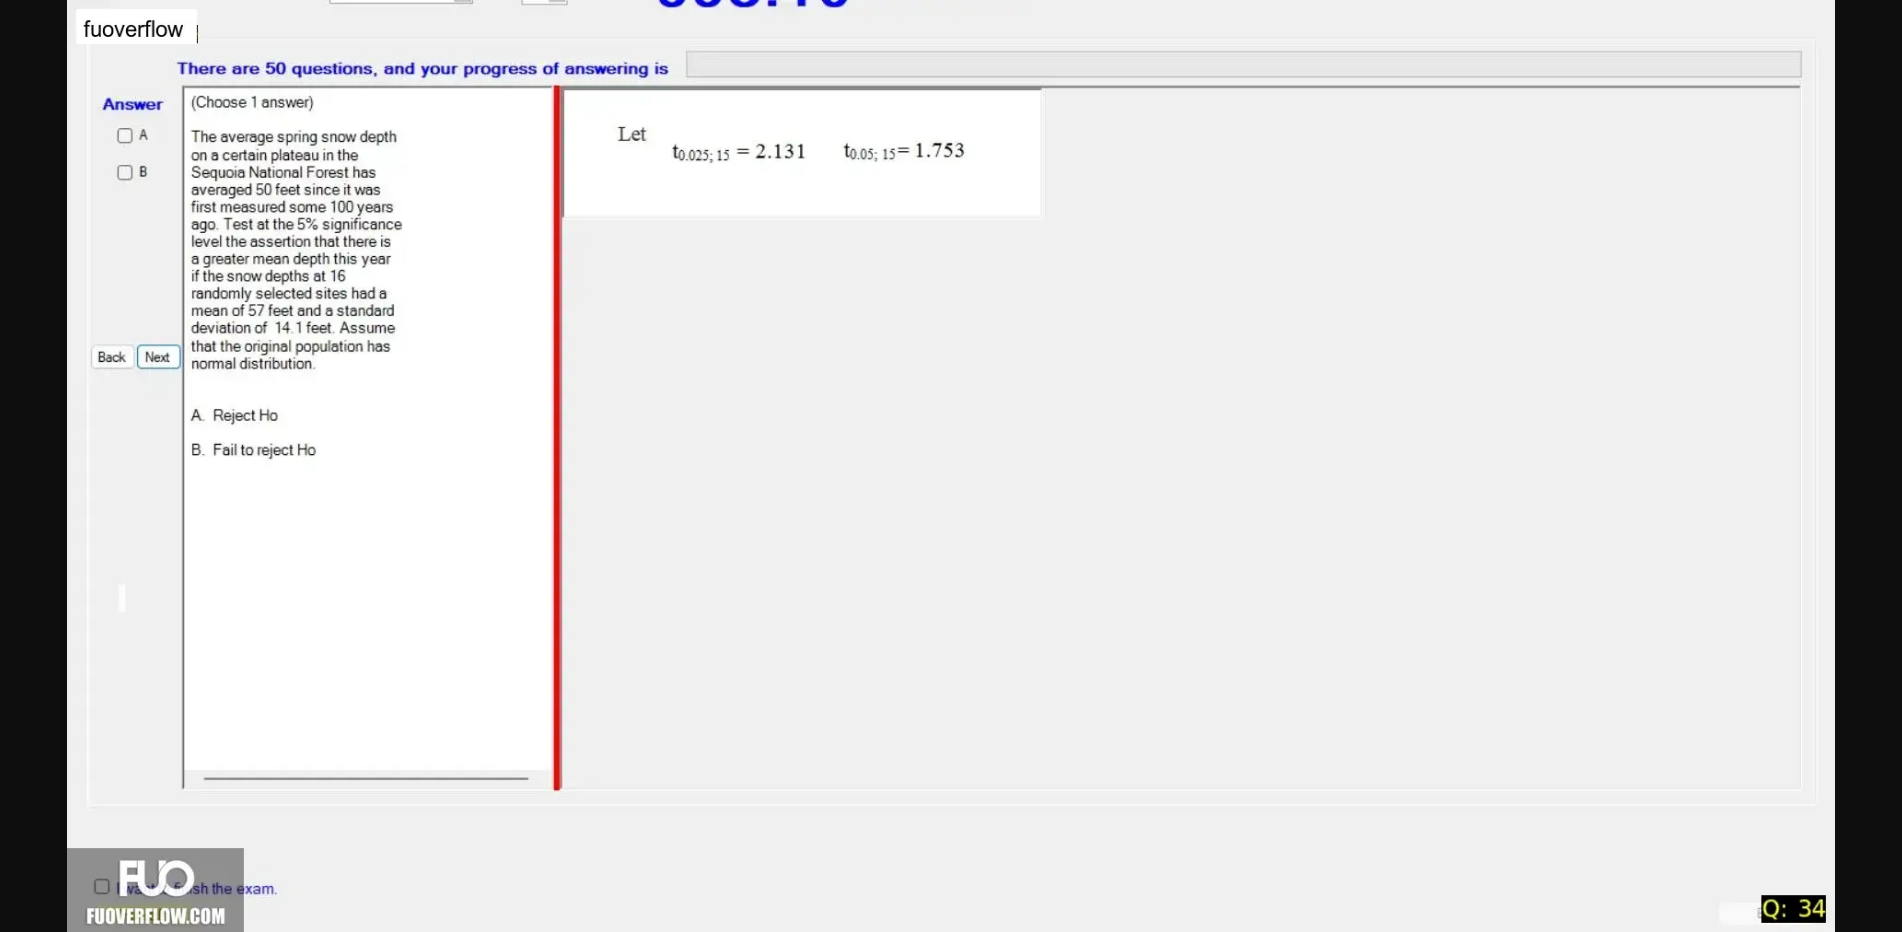 fuoverflow
There are 50 questions, and your progress of answering is
Answer
A
B
Back
Next
(Choose 1 answer)
The average spring snow depth
on a certain plateau in the
Sequoia National Forest has
averaged 50 feet since it was
first measured some 100 years
ago. Test at the 5% significance
level the assertion that there is
a greater mean depth this year
if the snow depths at 16
randomly selected sites had a
mean of 57 feet and a standard
deviation of 14.1 feet. Assume
that the original population has
normal distribution.
A. Reject Ho
B. Fail to reject Ho
Let
t0.025; 15 = 2.131 t0.05; 15= 1.753
FUO
sh the exam.
FUOVERFLOW.COM
Q: 34